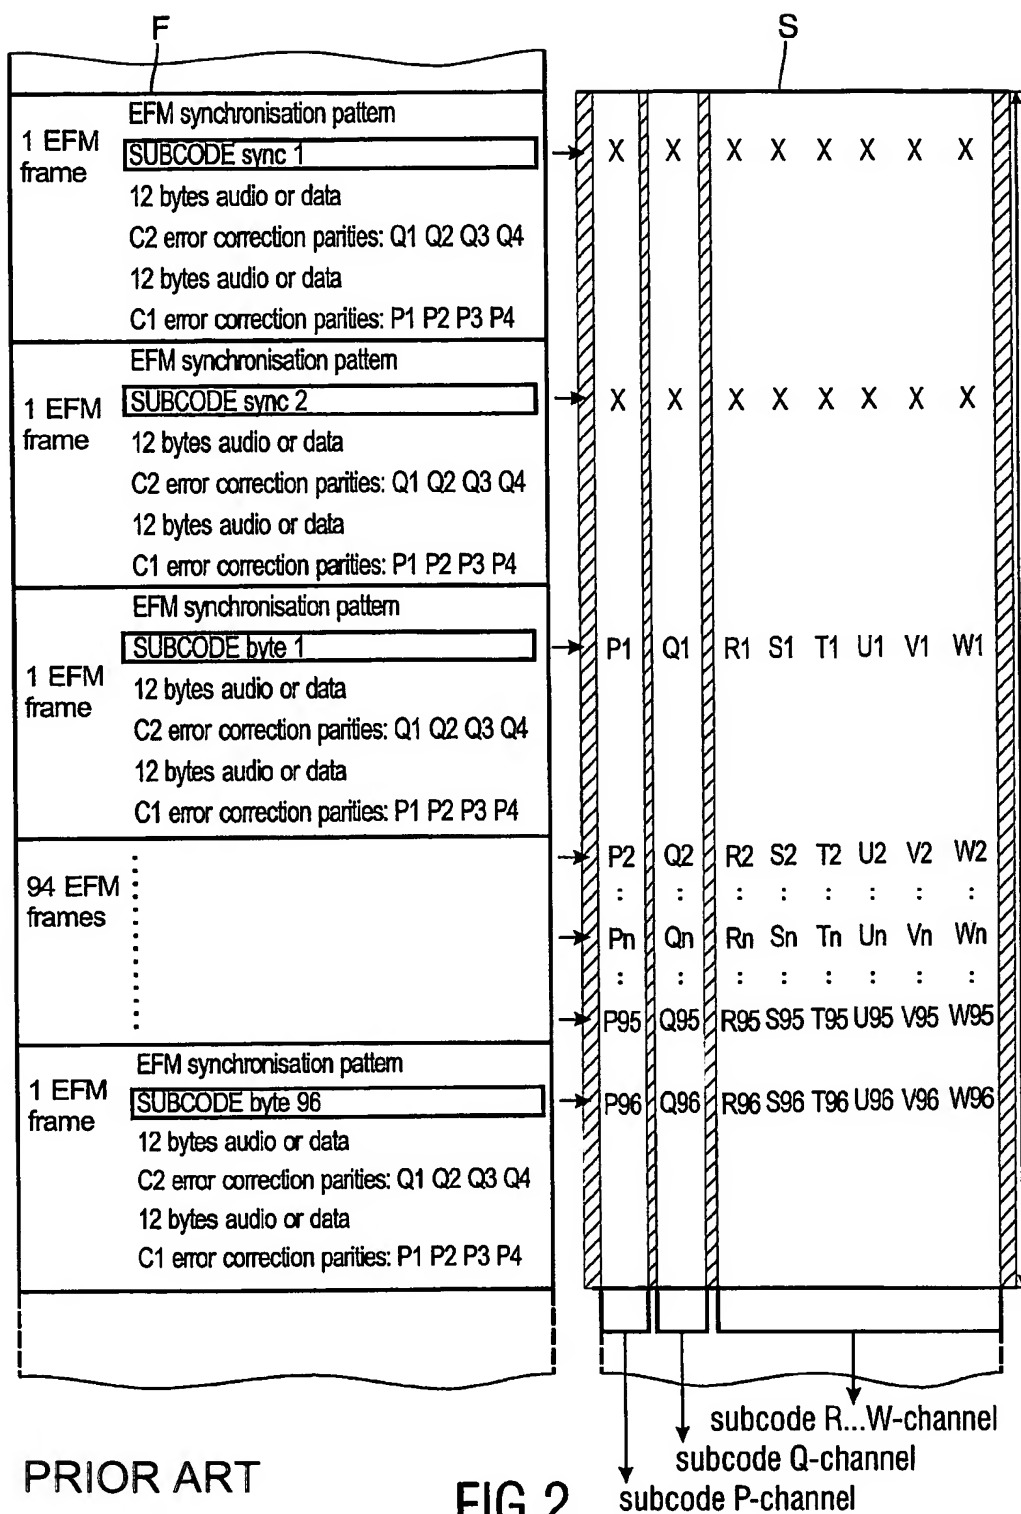 F
S
1 EFM frame
EFM synchronisation pattern
SUBCODE sync 1
12 bytes audio or data
C2 error correction parities: Q1 Q2 Q3 Q4
12 bytes audio or data
C1 error correction parities: P1 P2 P3 P4
X X X X X X X X
1 EFM frame
EFM synchronisation pattern
SUBCODE sync 2
12 bytes audio or data
C2 error correction parities: Q1 Q2 Q3 Q4
12 bytes audio or data
C1 error correction parities: P1 P2 P3 P4
X X X X X X X X
1 EFM frame
EFM synchronisation pattern
SUBCODE byte 1
12 bytes audio or data
C2 error correction parities: Q1 Q2 Q3 Q4
12 bytes audio or data
C1 error correction parities: P1 P2 P3 P4
P1 Q1 R1 S1 T1 U1 V1 W1
94 EFM frames
P2 Q2 R2 S2 T2 U2 V2 W2
: : : : : : : :
Pn Qn Rn Sn Tn Un Vn Wn
: : : : : : : :
P95 Q95 R95 S95 T95 U95 V95 W95
1 EFM frame
EFM synchronisation pattern
SUBCODE byte 96
12 bytes audio or data
C2 error correction parities: Q1 Q2 Q3 Q4
12 bytes audio or data
C1 error correction parities: P1 P2 P3 P4
P96 Q96 R96 S96 T96 U96 V96 W96
subcode R...W-channel
subcode Q-channel
subcode P-channel
PRIOR ART
FIG 2